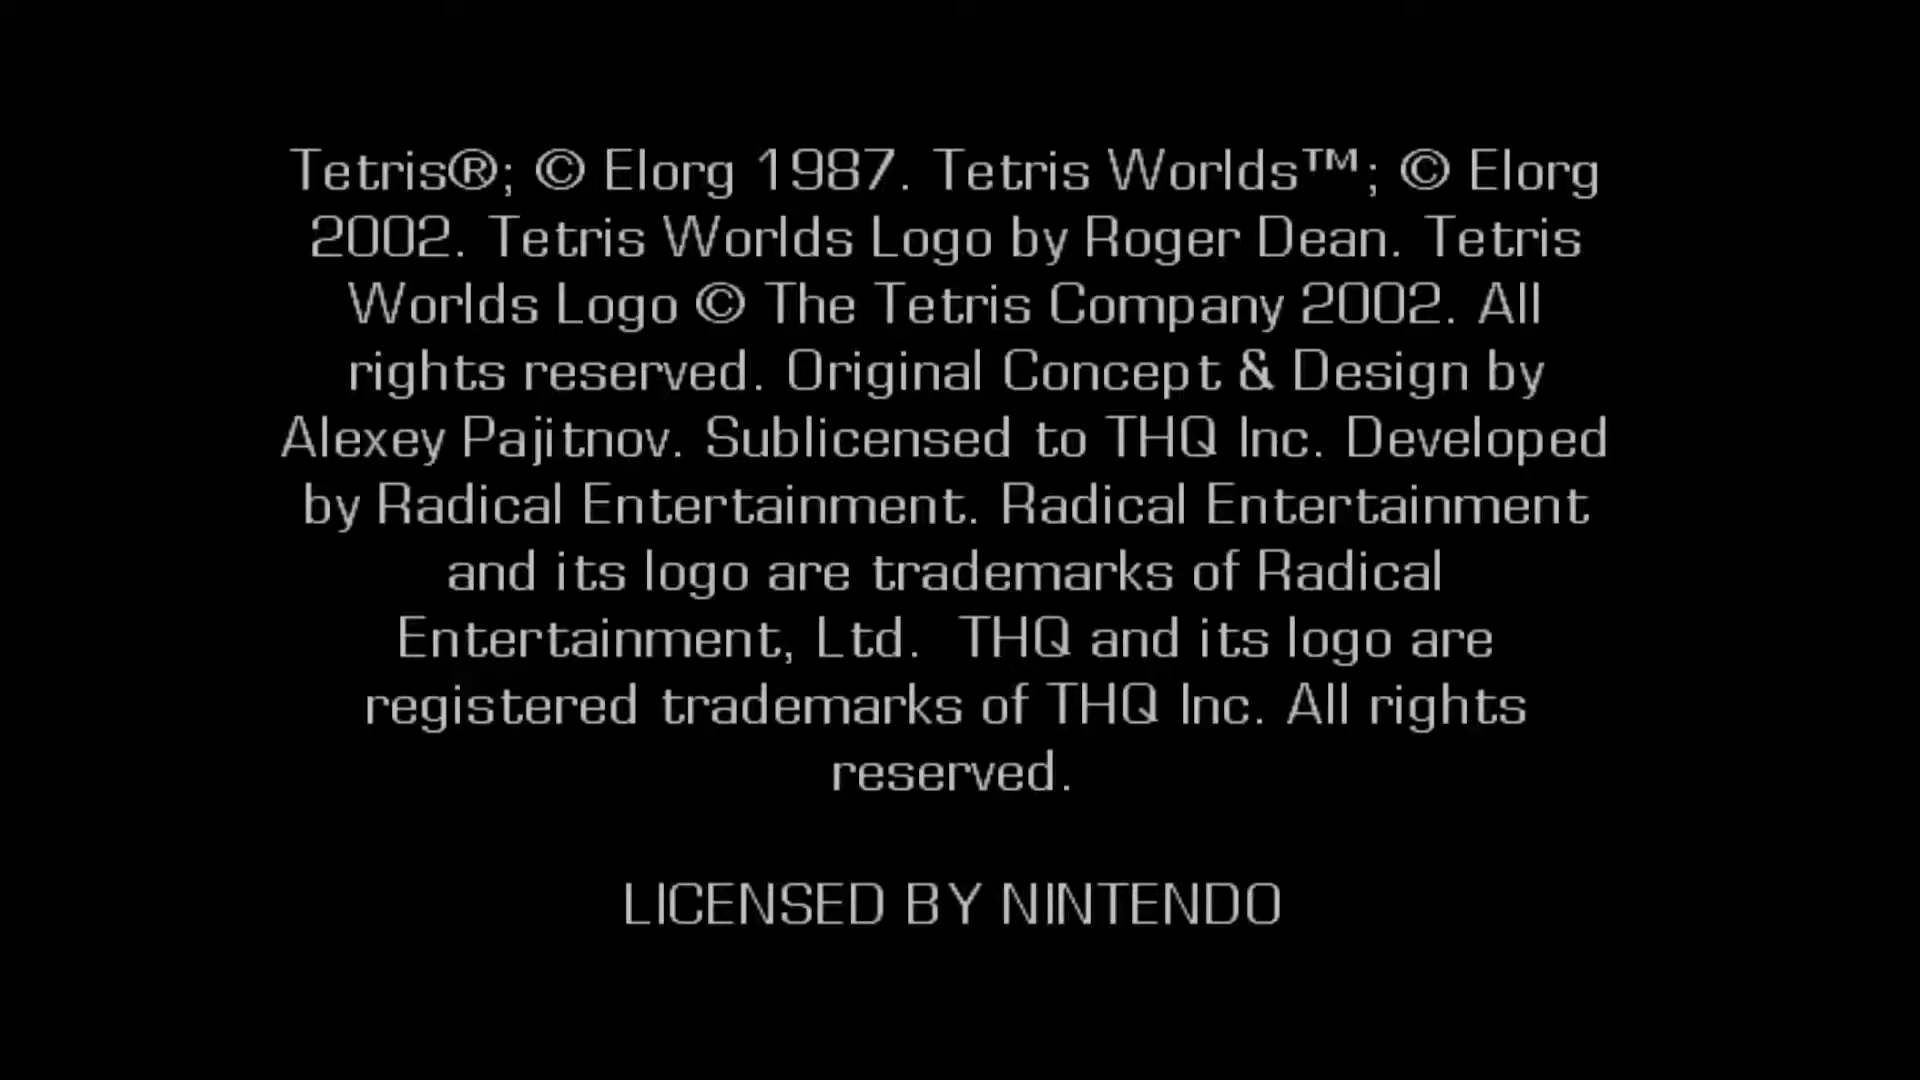 Tetris®; © Elorg 1987. Tetris Worlds™; © Elorg
2002. Tetris Worlds Logo by Roger Dean. Tetris
Worlds Logo © The Tetris Company 2002. All
rights reserved. Original Concept & Design by
Alexey Pajitnov. Sublicensed to THQ Inc. Developed
by Radical Entertainment. Radical Entertainment
and its logo are trademarks of Radical
Entertainment, Ltd.  THQ and its logo are
registered trademarks of THQ Inc. All rights
reserved.
LICENSED BY NINTENDO